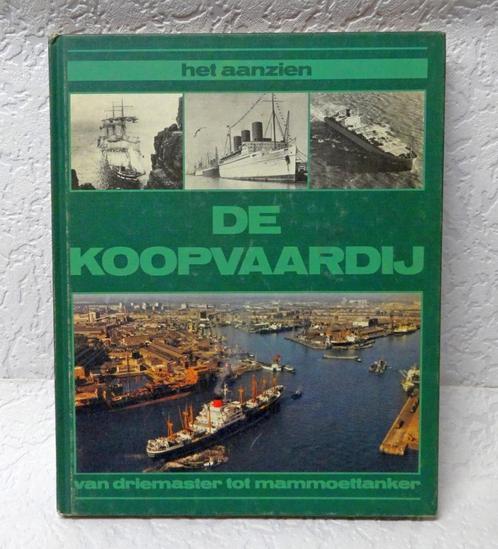 het aanzien
DE
KOOPVAARDIJ
van driemaster tot mammoettanker